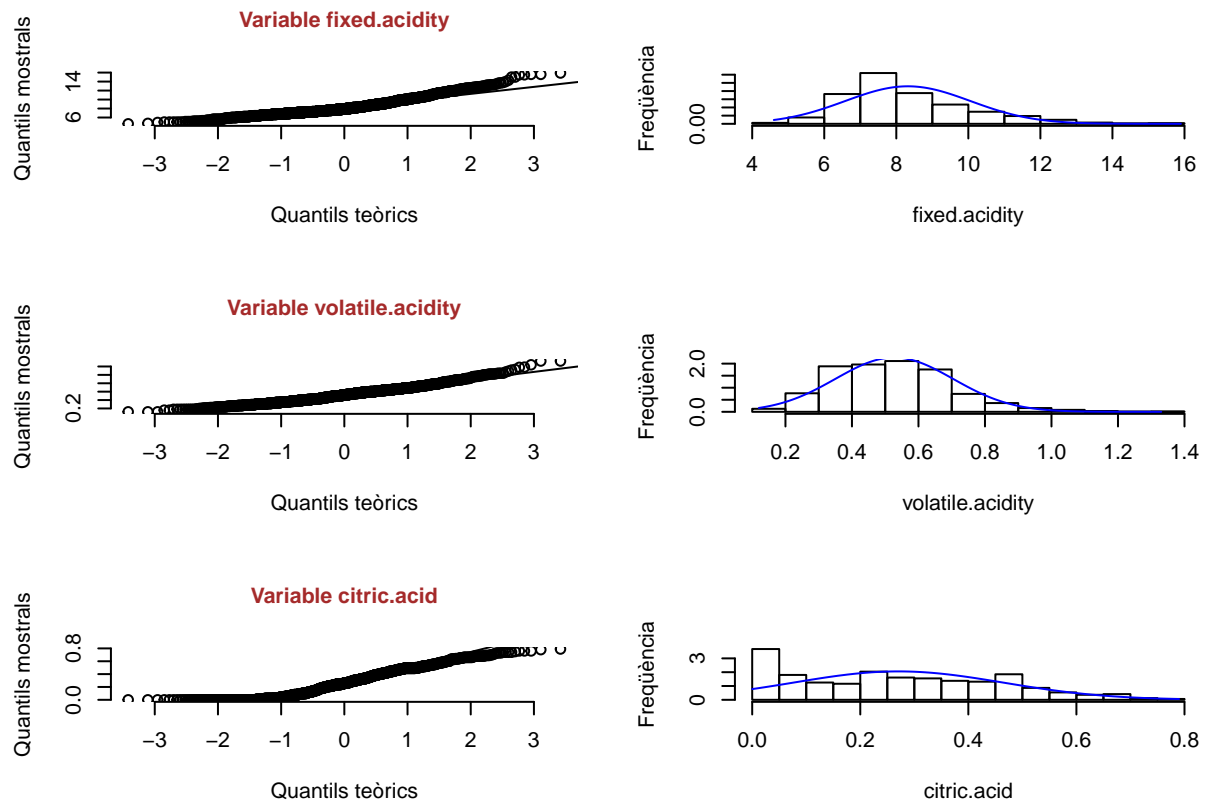 Variable fixed.acidity
Quantils mostrals
14
6
−3 −2 −1 0 1 2 3
Quantils teòrics
Freqüència
0.00
4 6 8 10 12 14 16
fixed.acidity
Variable volatile.acidity
Quantils mostrals
0.2
−3 −2 −1 0 1 2 3
Quantils teòrics
Freqüència
2.0
0.0
0.2 0.4 0.6 0.8 1.0 1.2 1.4
volatile.acidity
Variable citric.acid
Quantils mostrals
0.8
0.0
−3 −2 −1 0 1 2 3
Quantils teòrics
Freqüència
3
0
0.0 0.2 0.4 0.6 0.8
citric.acid